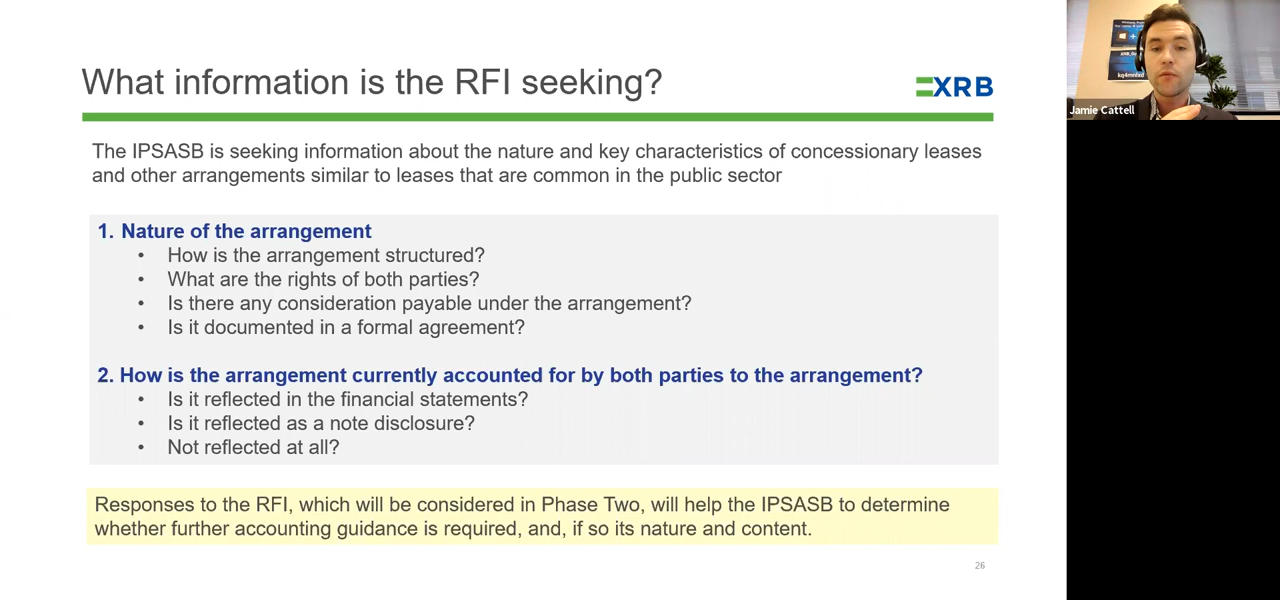 What information is the RFI seeking?
XRB
The IPSASB is seeking information about the nature and key characteristics of concessionary leases
and other arrangements similar to leases that are common in the public sector
1. Nature of the arrangement
• How is the arrangement structured?
• What are the rights of both parties?
• Is there any consideration payable under the arrangement?
• Is it documented in a formal agreement?
2. How is the arrangement currently accounted for by both parties to the arrangement?
• Is it reflected in the financial statements?
• Is it reflected as a note disclosure?
• Not reflected at all?
Responses to the RFI, which will be considered in Phase Two, will help the IPSASB to determine
whether further accounting guidance is required, and, if so its nature and content.
26
Jamie Cattell